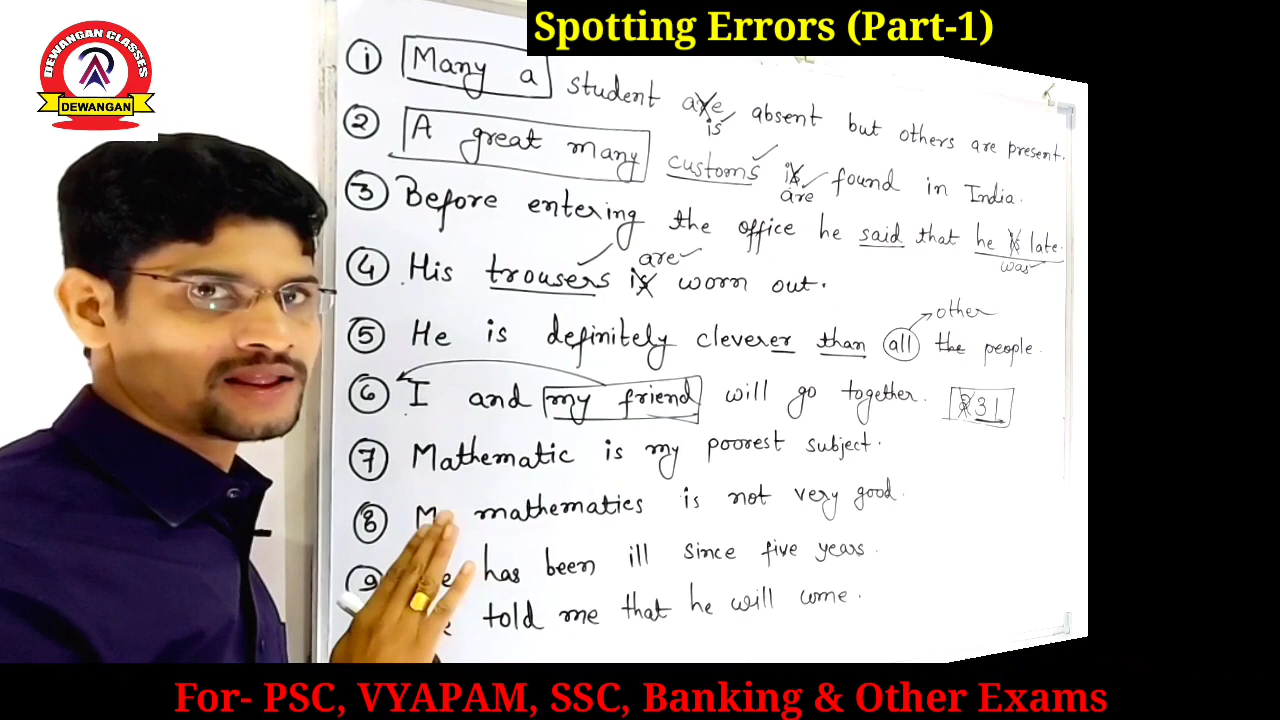 Spotting Errors (Part-1)
DEWANGAN CLASSES
DEWANGAN
① Many a student are absent but others are present.
is
② A great many customs is found in India.
are
③ Before entering the office he said that he is late.
was
are
④ His trousers is worn out.
other
⑤ He is definitely cleverer than all the people.
⑥ I and my friend will go together. 231
⑦ Mathematic is my poorest subject.
⑧ mathematics is not very good.
⑨ has been ill since five years.
told me that he will come.
For- PSC, VYAPAM, SSC, Banking & Other Exams